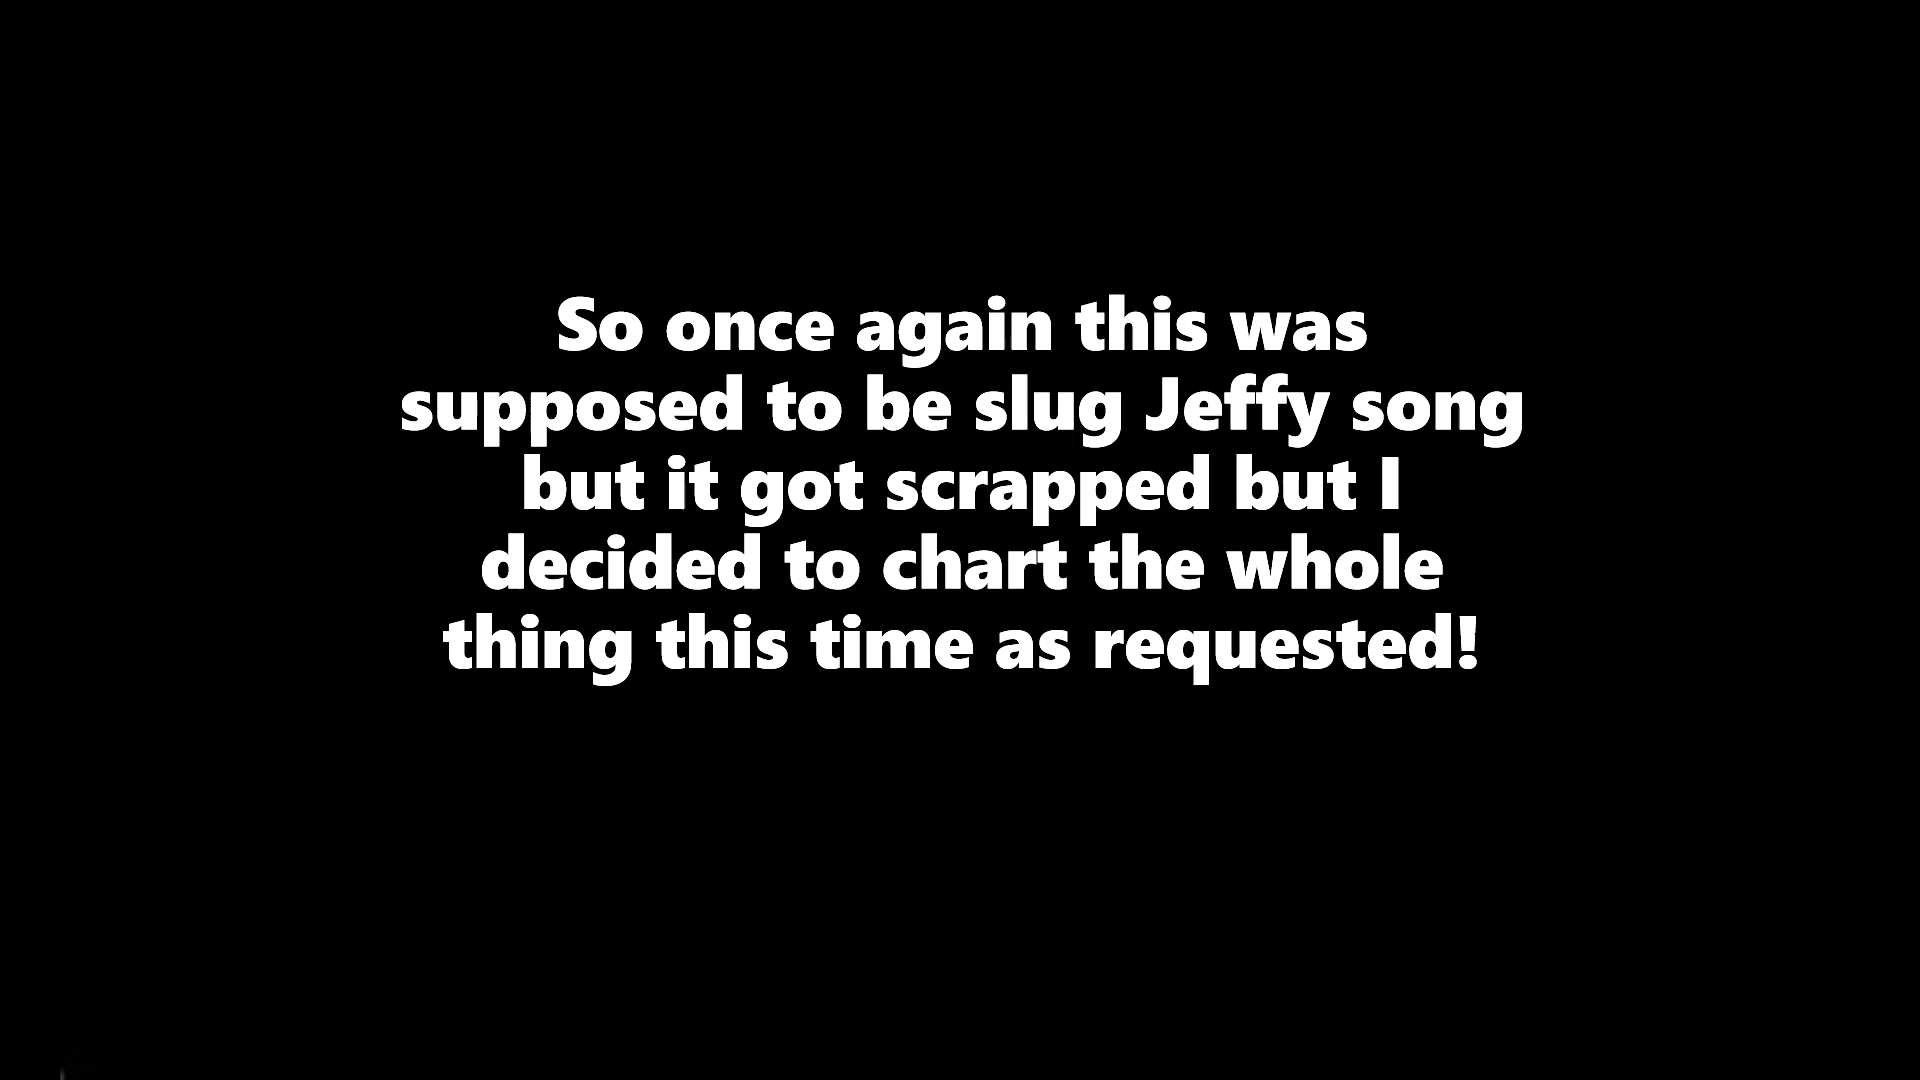 So once again this was
supposed to be slug Jeffy song
but it got scrapped but I
decided to chart the whole
thing this time as requested!